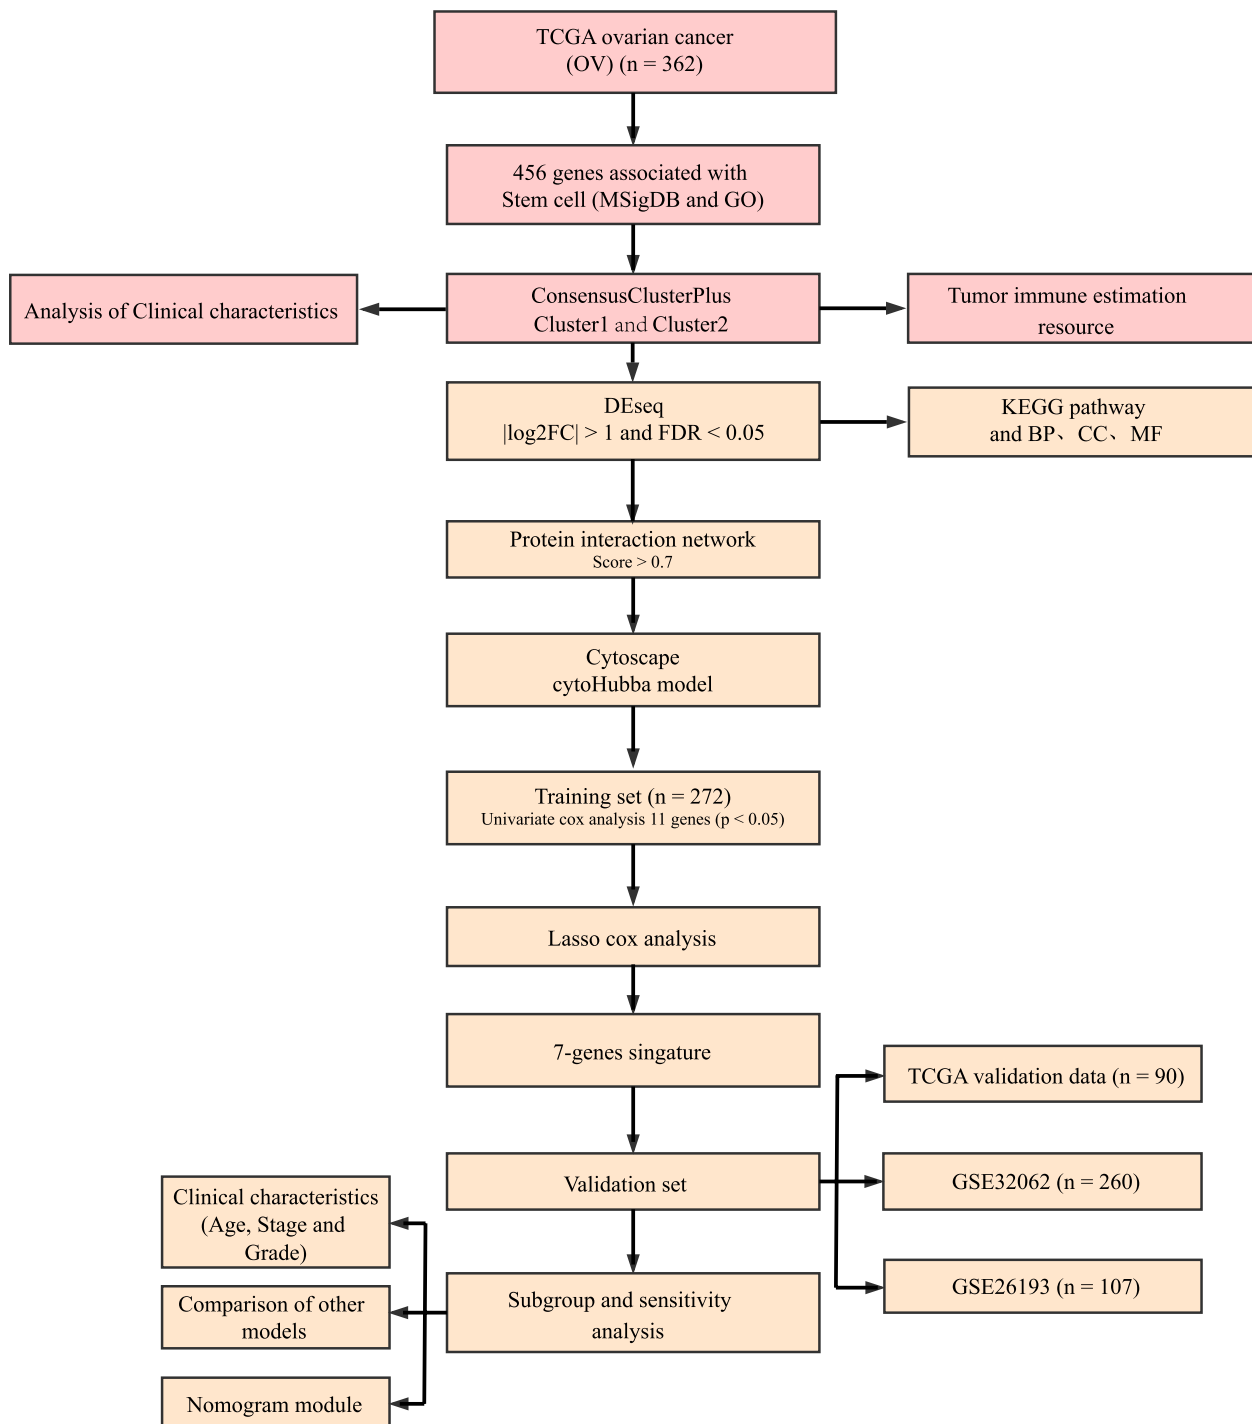 TCGA ovarian cancer
(OV) (n = 362)
456 genes associated with
Stem cell (MSigDB and GO)
Analysis of Clinical characteristics
ConsensusClusterPlus
Cluster1 and Cluster2
Tumor immune estimation
resource
DEseq
|log2FC| > 1 and FDR < 0.05
KEGG pathway
and BP、CC、MF
Protein interaction network
Score > 0.7
Cytoscape
cytoHubba model
Training set (n = 272)
Univariate cox analysis 11 genes (p < 0.05)
Lasso cox analysis
7-genes singature
Validation set
TCGA validation data (n = 90)
GSE32062 (n = 260)
GSE26193 (n = 107)
Subgroup and sensitivity
analysis
Clinical characteristics
(Age, Stage and
Grade)
Comparison of other
models
Nomogram module